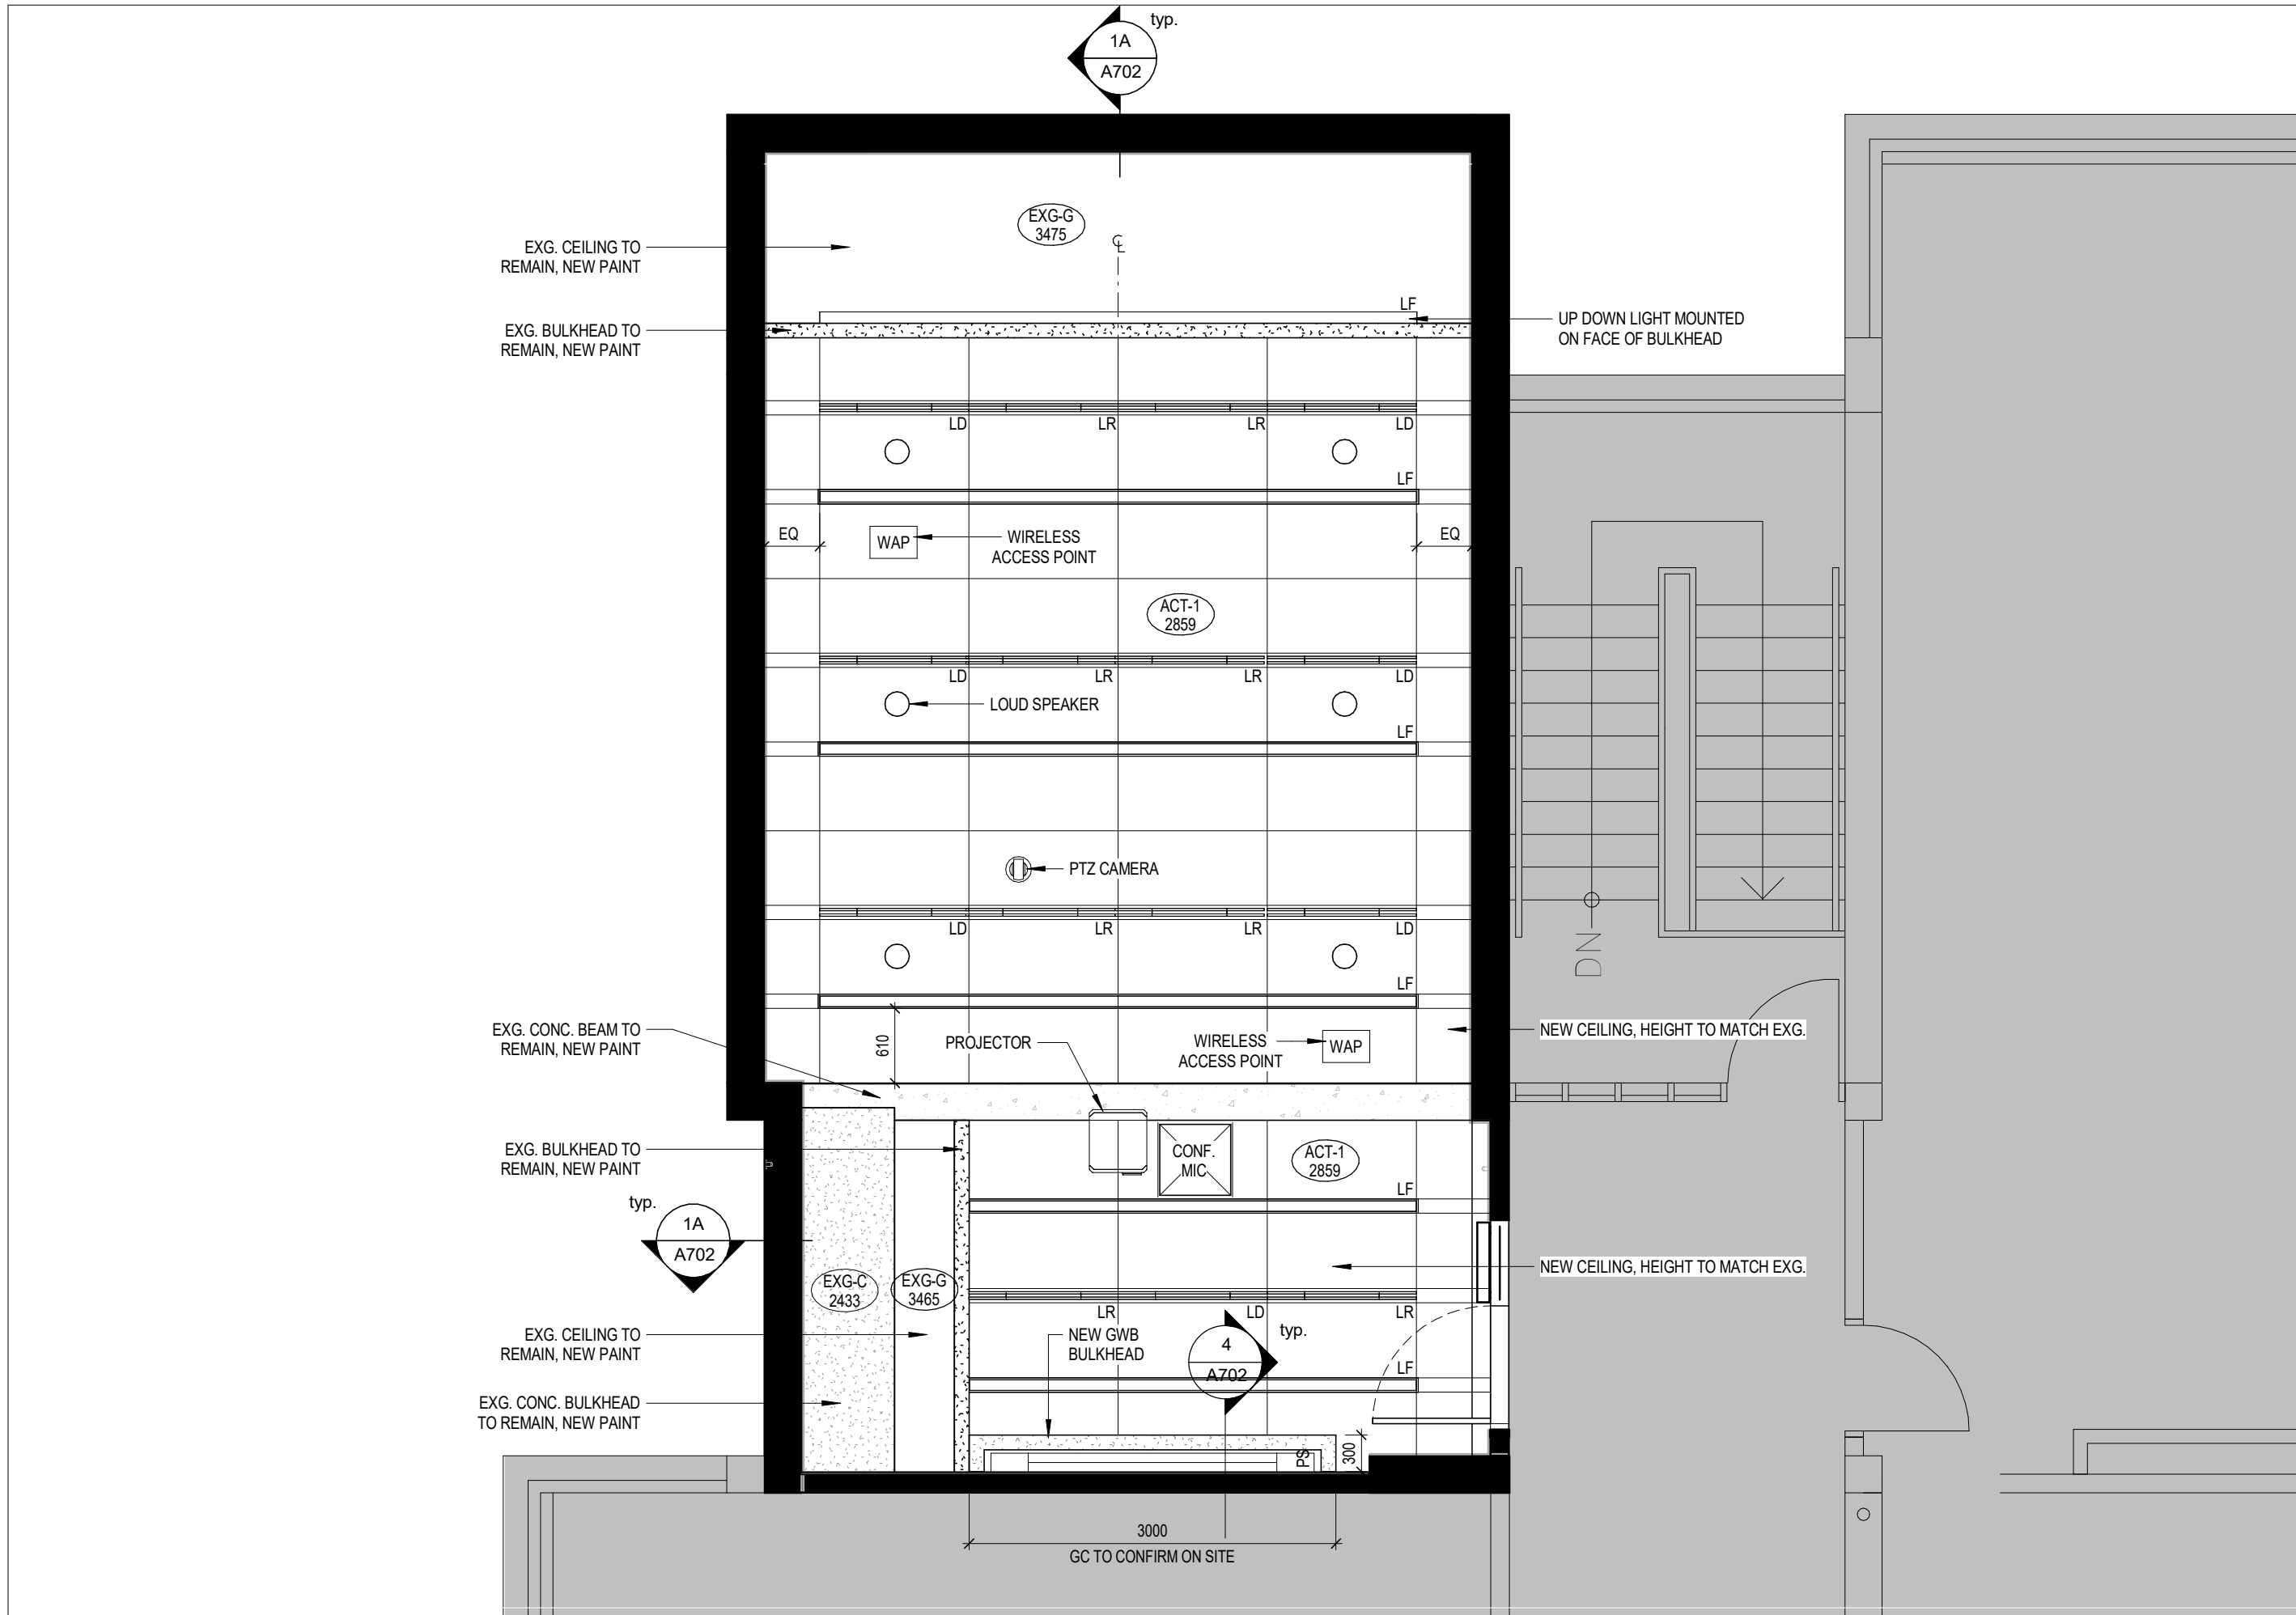 typ.
1A
A702
EXG-G
3475
EXG. CEILING TO
REMAIN, NEW PAINT
CL
LF
EXG. BULKHEAD TO
REMAIN, NEW PAINT
UP DOWN LIGHT MOUNTED
ON FACE OF BULKHEAD
LD
LR
LR
LD
LF
EQ
WAP
WIRELESS
ACCESS POINT
EQ
ACT-1
2859
LD
LR
LR
LD
LOUD SPEAKER
LF
PTZ CAMERA
LD
LR
LR
LD
DN
LF
EXG. CONC. BEAM TO
REMAIN, NEW PAINT
610
PROJECTOR
WIRELESS
ACCESS POINT
WAP
NEW CEILING, HEIGHT TO MATCH EXG.
EXG. BULKHEAD TO
REMAIN, NEW PAINT
CONF.
MIC
ACT-1
2859
LF
typ.
1A
A702
EXG-C
2433
EXG-G
3465
NEW CEILING, HEIGHT TO MATCH EXG.
LR
LD
LR
EXG. CEILING TO
REMAIN, NEW PAINT
NEW GWB
BULKHEAD
typ.
4
A702
LF
EXG. CONC. BULKHEAD
TO REMAIN, NEW PAINT
PS
300
3000
GC TO CONFIRM ON SITE